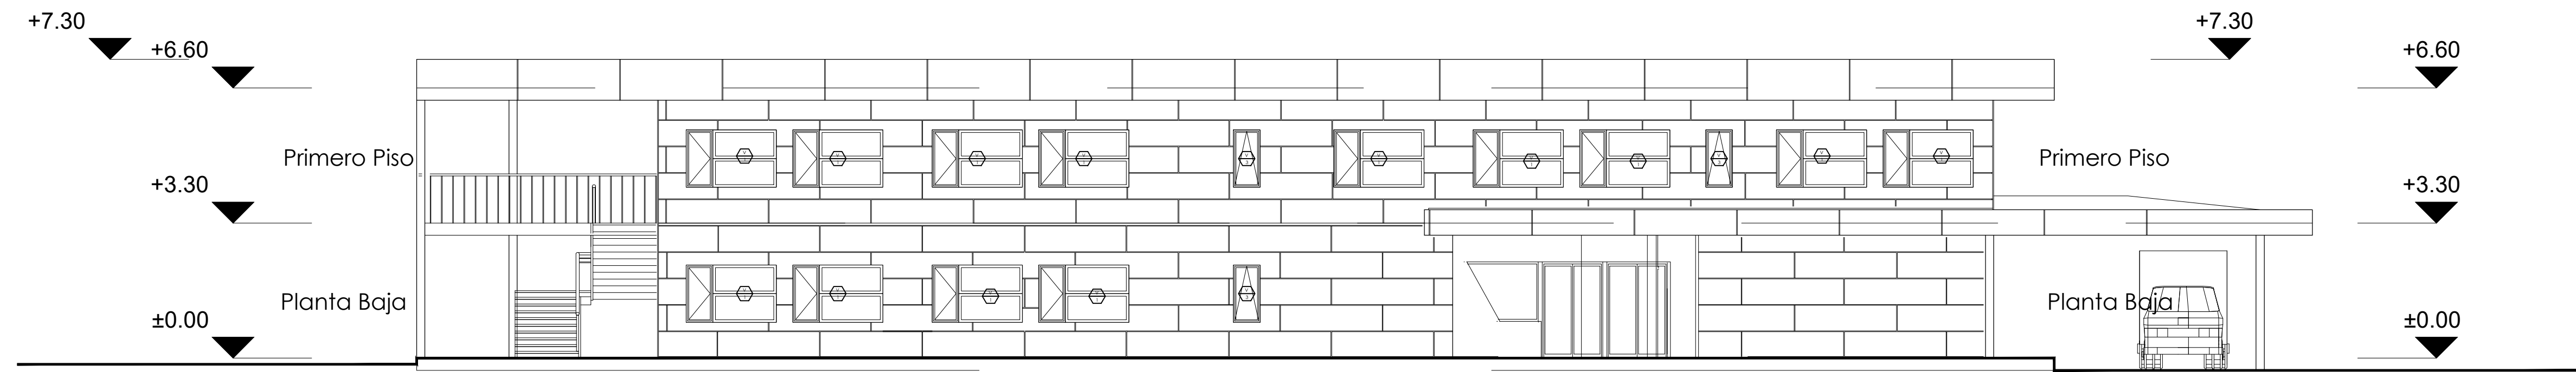 +7.30
+6.60
Primero Piso
+3.30
Planta Baja
±0.00
+7.30
+6.60
Primero Piso
+3.30
Planta Baja
±0.00